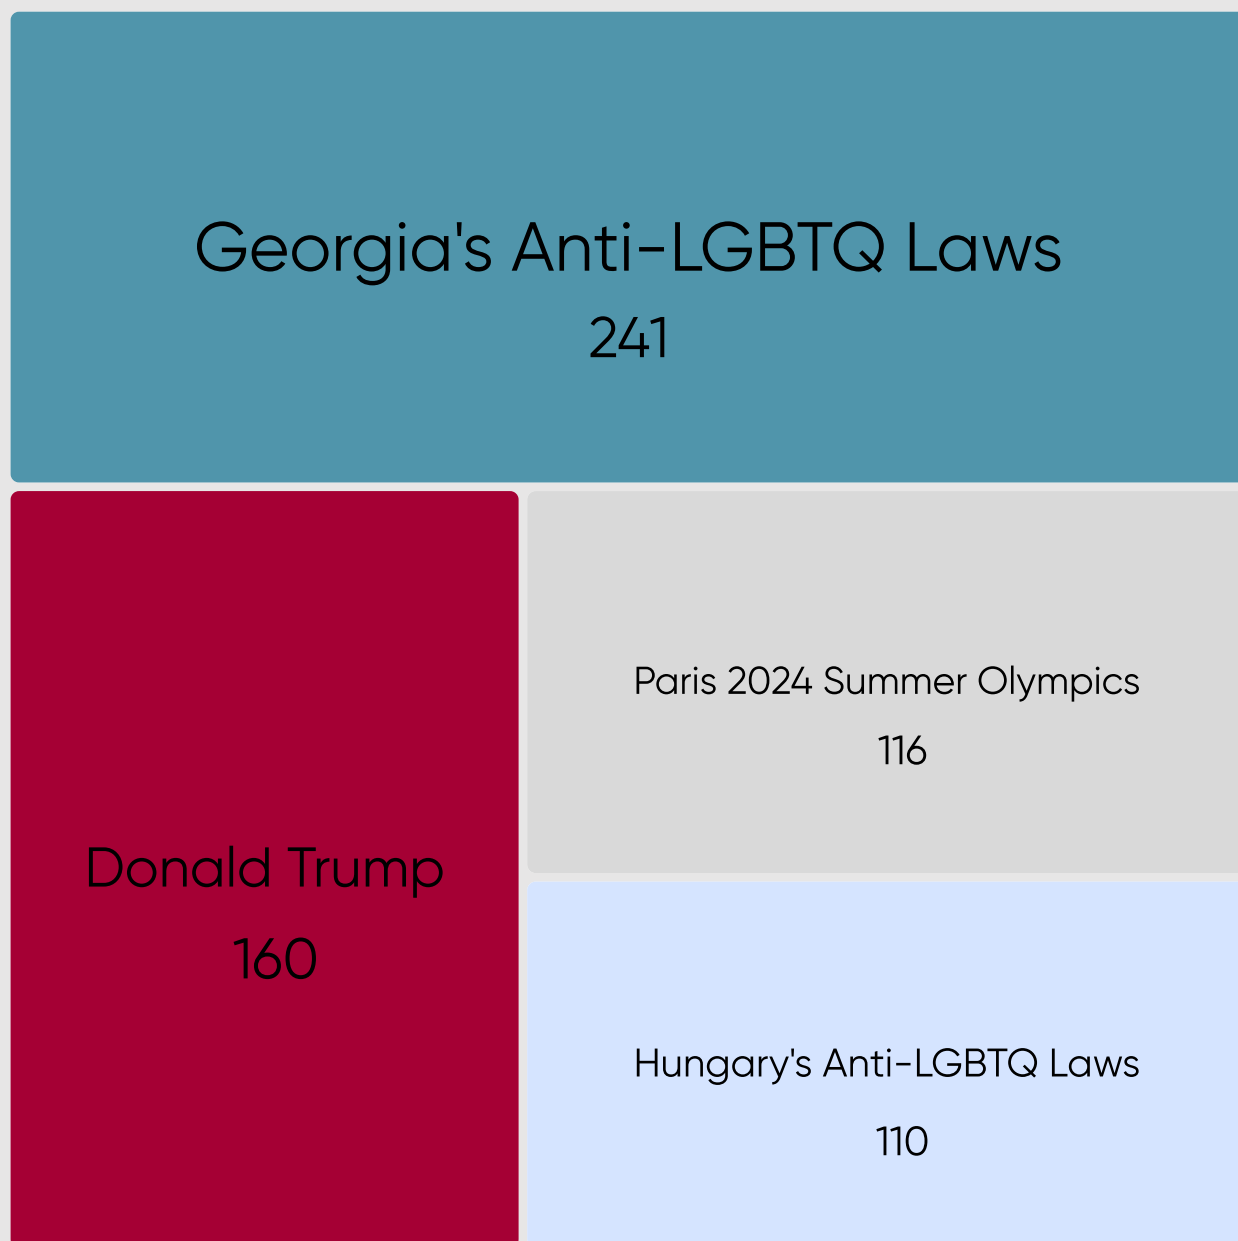 Georgia's Anti-LGBTQ Laws
241
Donald Trump
160
Paris 2024 Summer Olympics
116
Hungary's Anti-LGBTQ Laws
110